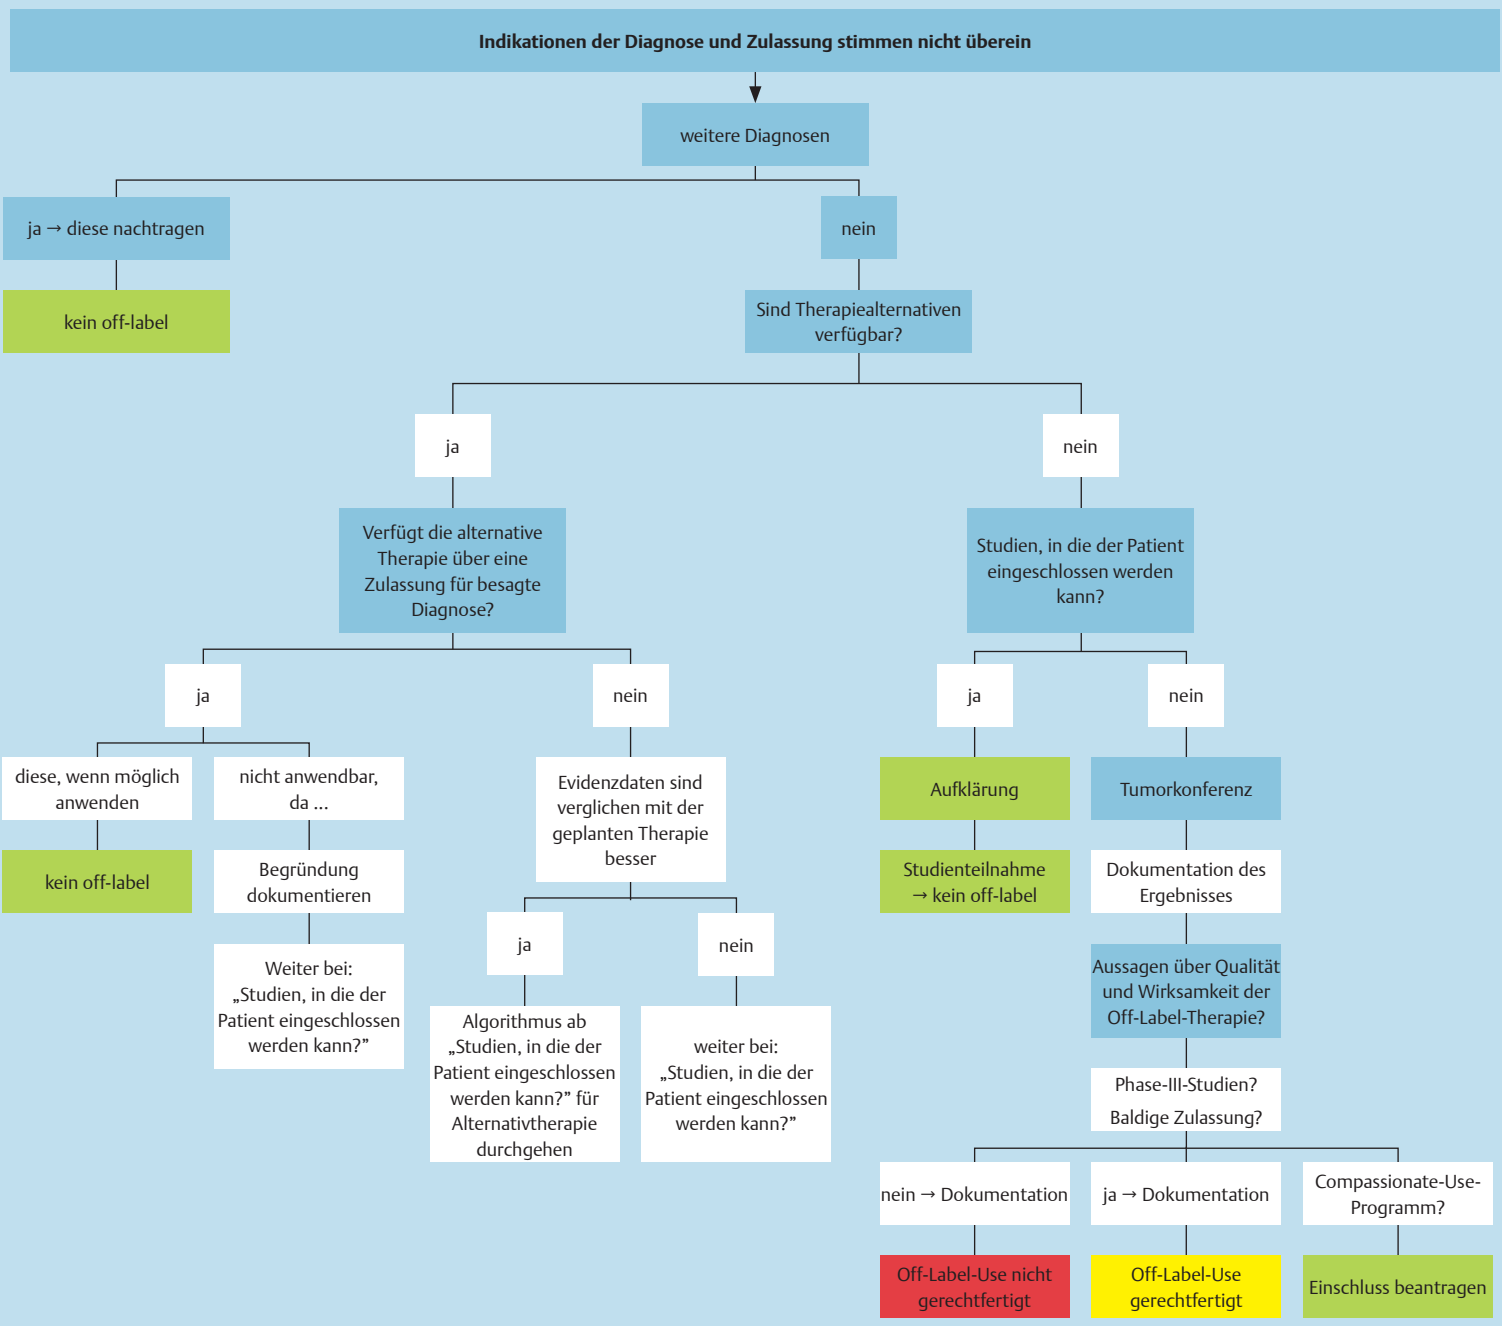 Indikationen der Diagnose und Zulassung stimmen nicht überein
weitere Diagnosen
ja → diese nachtragen
nein
kein off-label
Sind Therapiealternativen
verfügbar?
ja
nein
Verfügt die alternative
Therapie über eine
Zulassung für besagte
Diagnose?
Studien, in die der Patient
eingeschlossen werden
kann?
ja
nein
ja
nein
diese, wenn möglich
anwenden
nicht anwendbar,
da ...
Evidenzdaten sind
verglichen mit der
geplanten Therapie
besser
Aufklärung
Tumorkonferenz
kein off-label
Begründung
dokumentieren
Studienteilnahme
→ kein off-label
Dokumentation des
Ergebnisses
ja
nein
Weiter bei:
„Studien, in die der
Patient eingeschlossen
werden kann?”
Aussagen über Qualität
und Wirksamkeit der
Off-Label-Therapie?
Algorithmus ab
„Studien, in die der
Patient eingeschlossen
werden kann?” für
Alternativtherapie
durchgehen
weiter bei:
„Studien, in die der
Patient eingeschlossen
werden kann?”
Phase-III-Studien?
Baldige Zulassung?
nein → Dokumentation
ja → Dokumentation
Compassionate-Use-
Programm?
Off-Label-Use nicht
gerechtfertigt
Off-Label-Use
gerechtfertigt
Einschluss beantragen